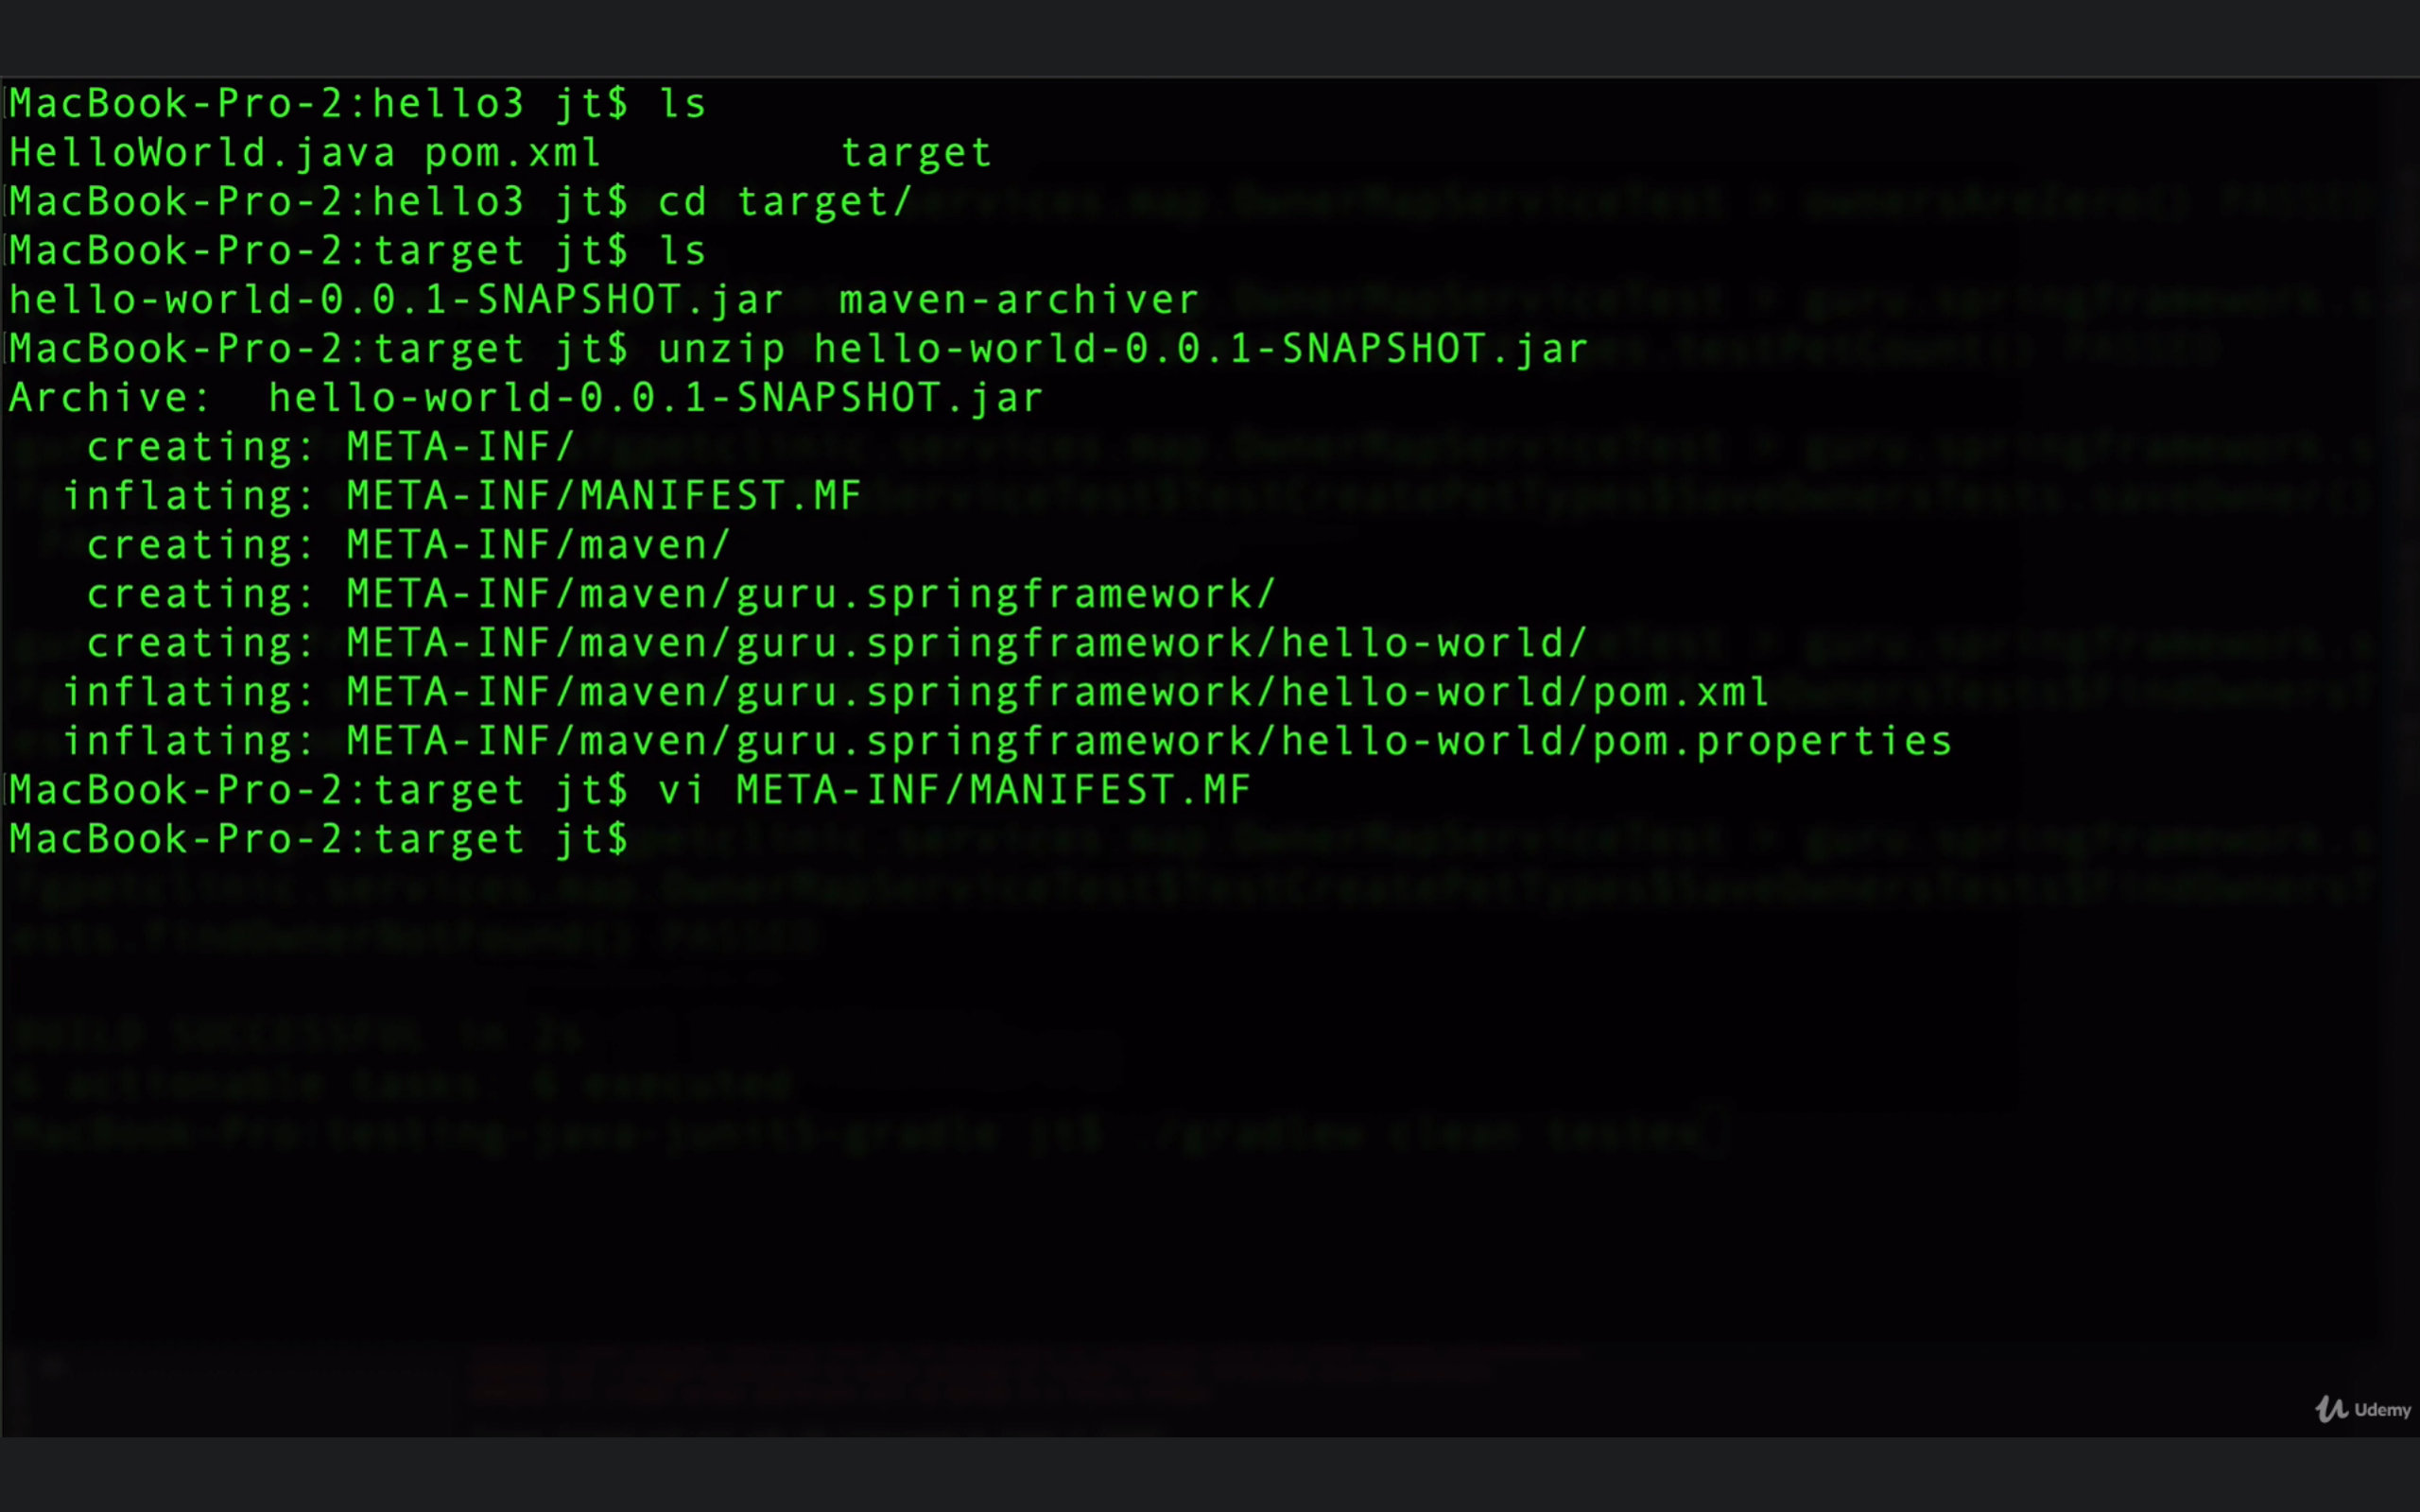 MacBook-Pro-2:hello3 jt$ ls
HelloWorld.java pom.xml target
MacBook-Pro-2:hello3 jt$ cd target/
MacBook-Pro-2:target jt$ ls
hello-world-0.0.1-SNAPSHOT.jar maven-archiver
MacBook-Pro-2:target jt$ unzip hello-world-0.0.1-SNAPSHOT.jar
Archive: hello-world-0.0.1-SNAPSHOT.jar
creating: META-INF/
inflating: META-INF/MANIFEST.MF
creating: META-INF/maven/
creating: META-INF/maven/guru.springframework/
creating: META-INF/maven/guru.springframework/hello-world/
inflating: META-INF/maven/guru.springframework/hello-world/pom.xml
inflating: META-INF/maven/guru.springframework/hello-world/pom.properties
MacBook-Pro-2:target jt$ vi META-INF/MANIFEST.MF
MacBook-Pro-2:target jt$
Udemy